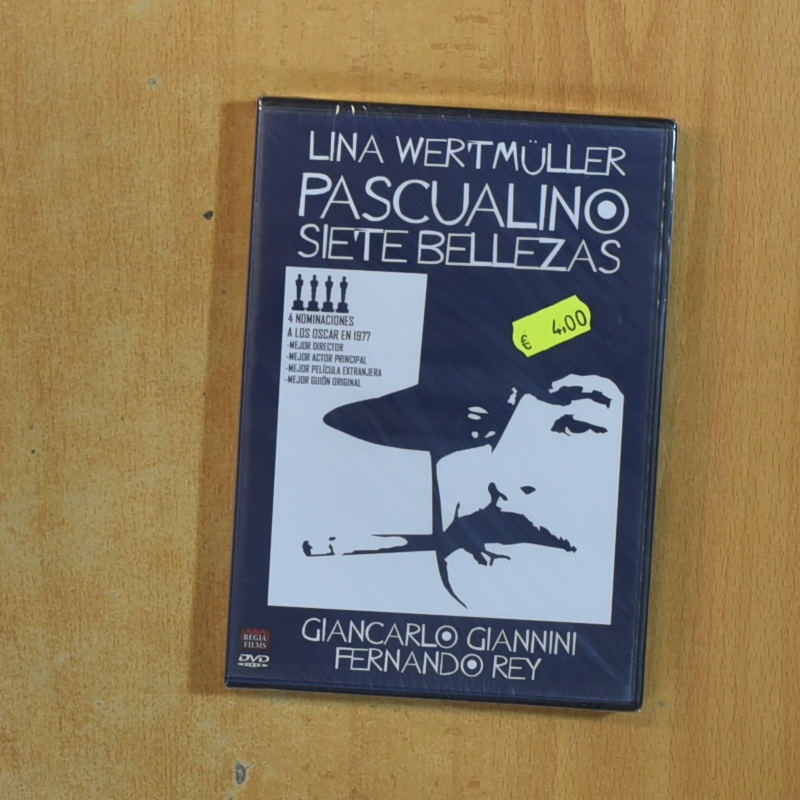 LINA WERTMÜLLER
PASCUALINO
SIETE BELLEZAS
4 NOMINACIONES
A LOS OSCAR EN 1977
-MEJOR DIRECTOR
-MEJOR ACTOR PRINCIPAL
-MEJOR PELÍCULA EXTRANJERA
-MEJOR GUIÓN ORIGINAL
€ 4,00
GIANCARLO GIANNINI
FERNANDO REY
REGIA
FILMS
DVD
VIDEO